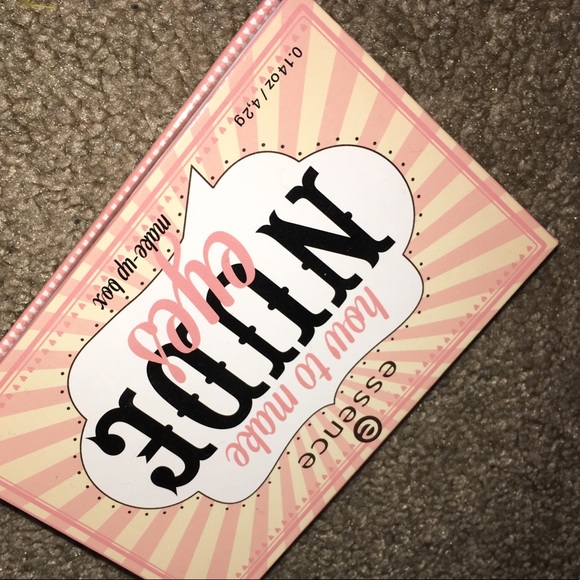 essence
how to make
NUDE
eyes
make-up box
0.14oz / 4,2g